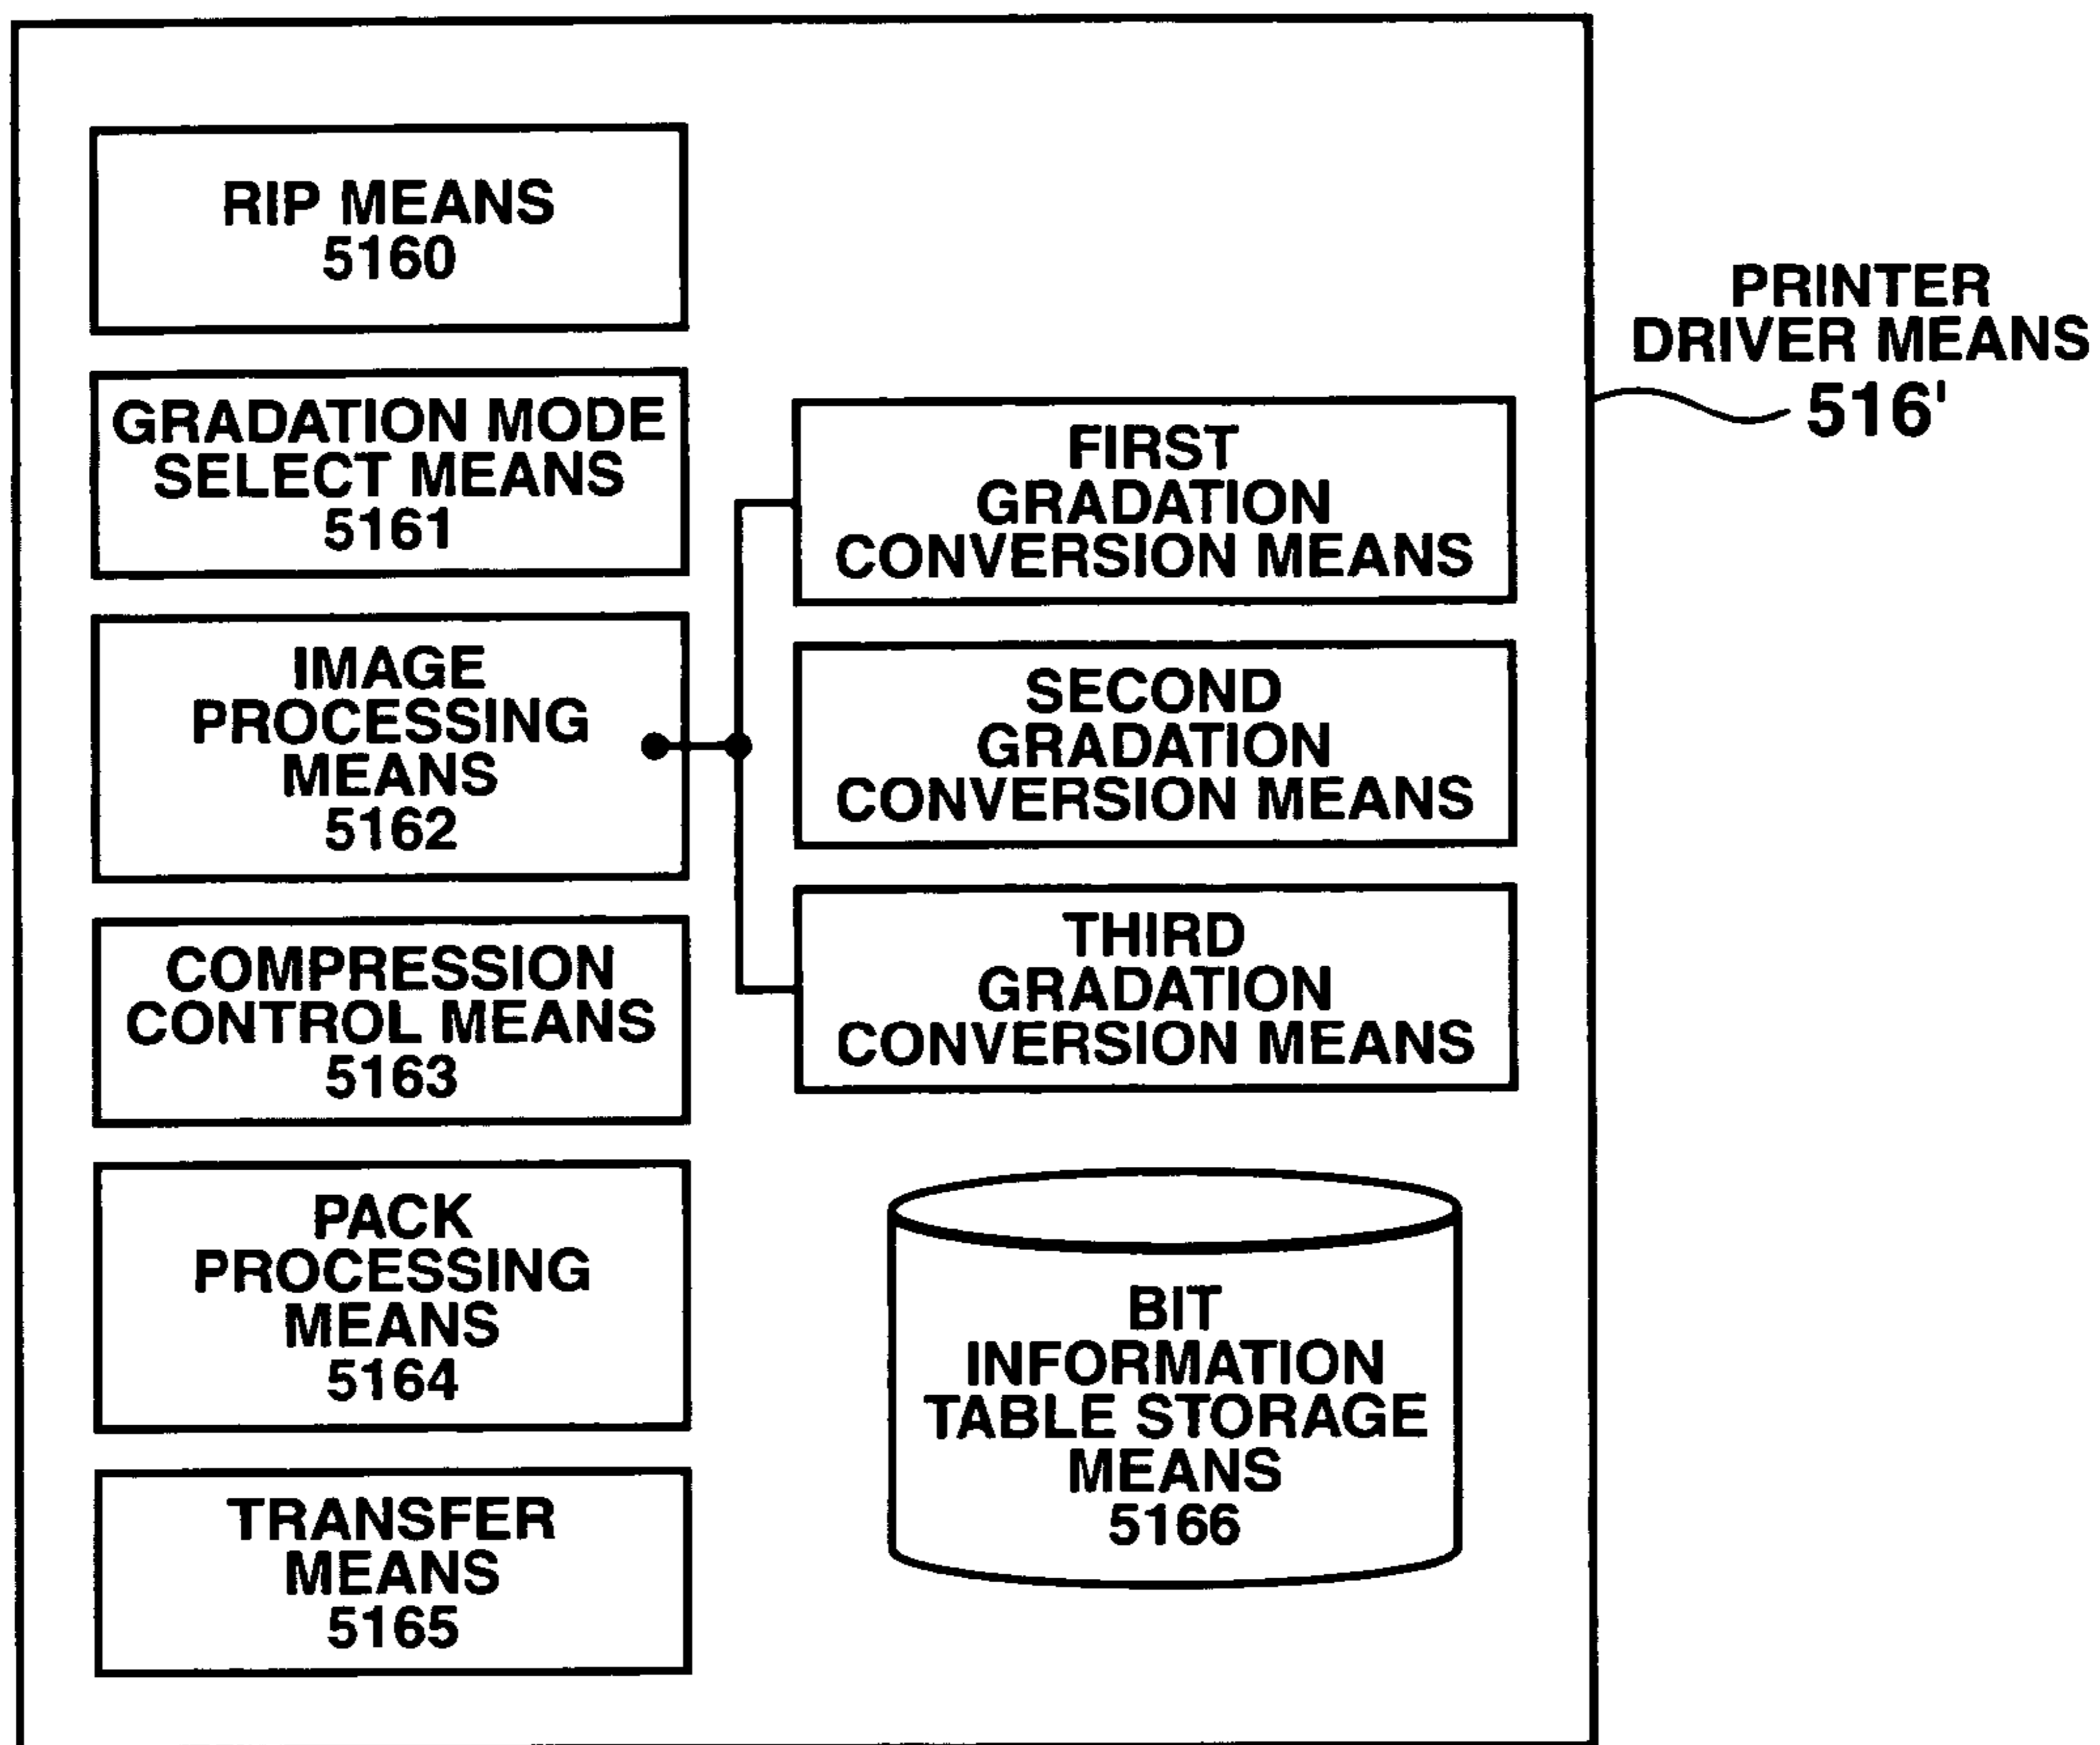 RIP MEANS
5160
GRADATION MODE
SELECT MEANS
5161
IMAGE
PROCESSING
MEANS
5162
COMPRESSION
CONTROL MEANS
5163
PACK
PROCESSING
MEANS
5164
TRANSFER
MEANS
5165
FIRST
GRADATION
CONVERSION MEANS
SECOND
GRADATION
CONVERSION MEANS
THIRD
GRADATION
CONVERSION MEANS
BIT
INFORMATION
TABLE STORAGE
MEANS
5166
PRINTER
DRIVER MEANS
516'